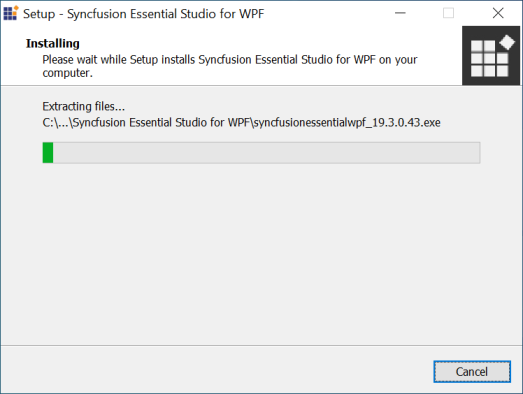 Setup - Syncfusion Essential Studio for WPF
Installing
Please wait while Setup installs Syncfusion Essential Studio for WPF on your
computer.
Extracting files...
C:\...\Syncfusion Essential Studio for WPF\syncfusionessentialwpf_19.3.0.43.exe
Cancel